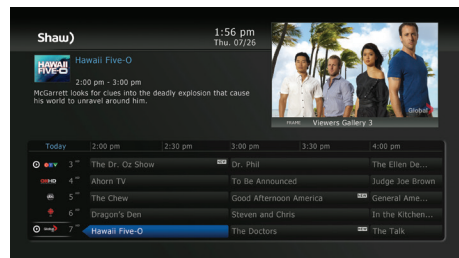 Shaw)
1:56 pm
Thu. 07/26
HAWAII
FIVE-O
Hawaii Five-O
2:00 pm - 3:00 pm
McGarrett looks for clues into the deadly explosion that cause
his world to unravel around him.
Global
Viewers Gallery 3
Today 2:00 pm 2:30 pm 3:00 pm 3:30 pm 4:00 pm
3 The Dr. Oz Show Dr. Phil The Ellen De...
4 Ahorn TV To Be Announced Judge Joe Brown
5 The Chew Good Afternoon America General Ame...
6 Dragon's Den Steven and Chris In the Kitchen...
7 Hawaii Five-O The Doctors The Talk